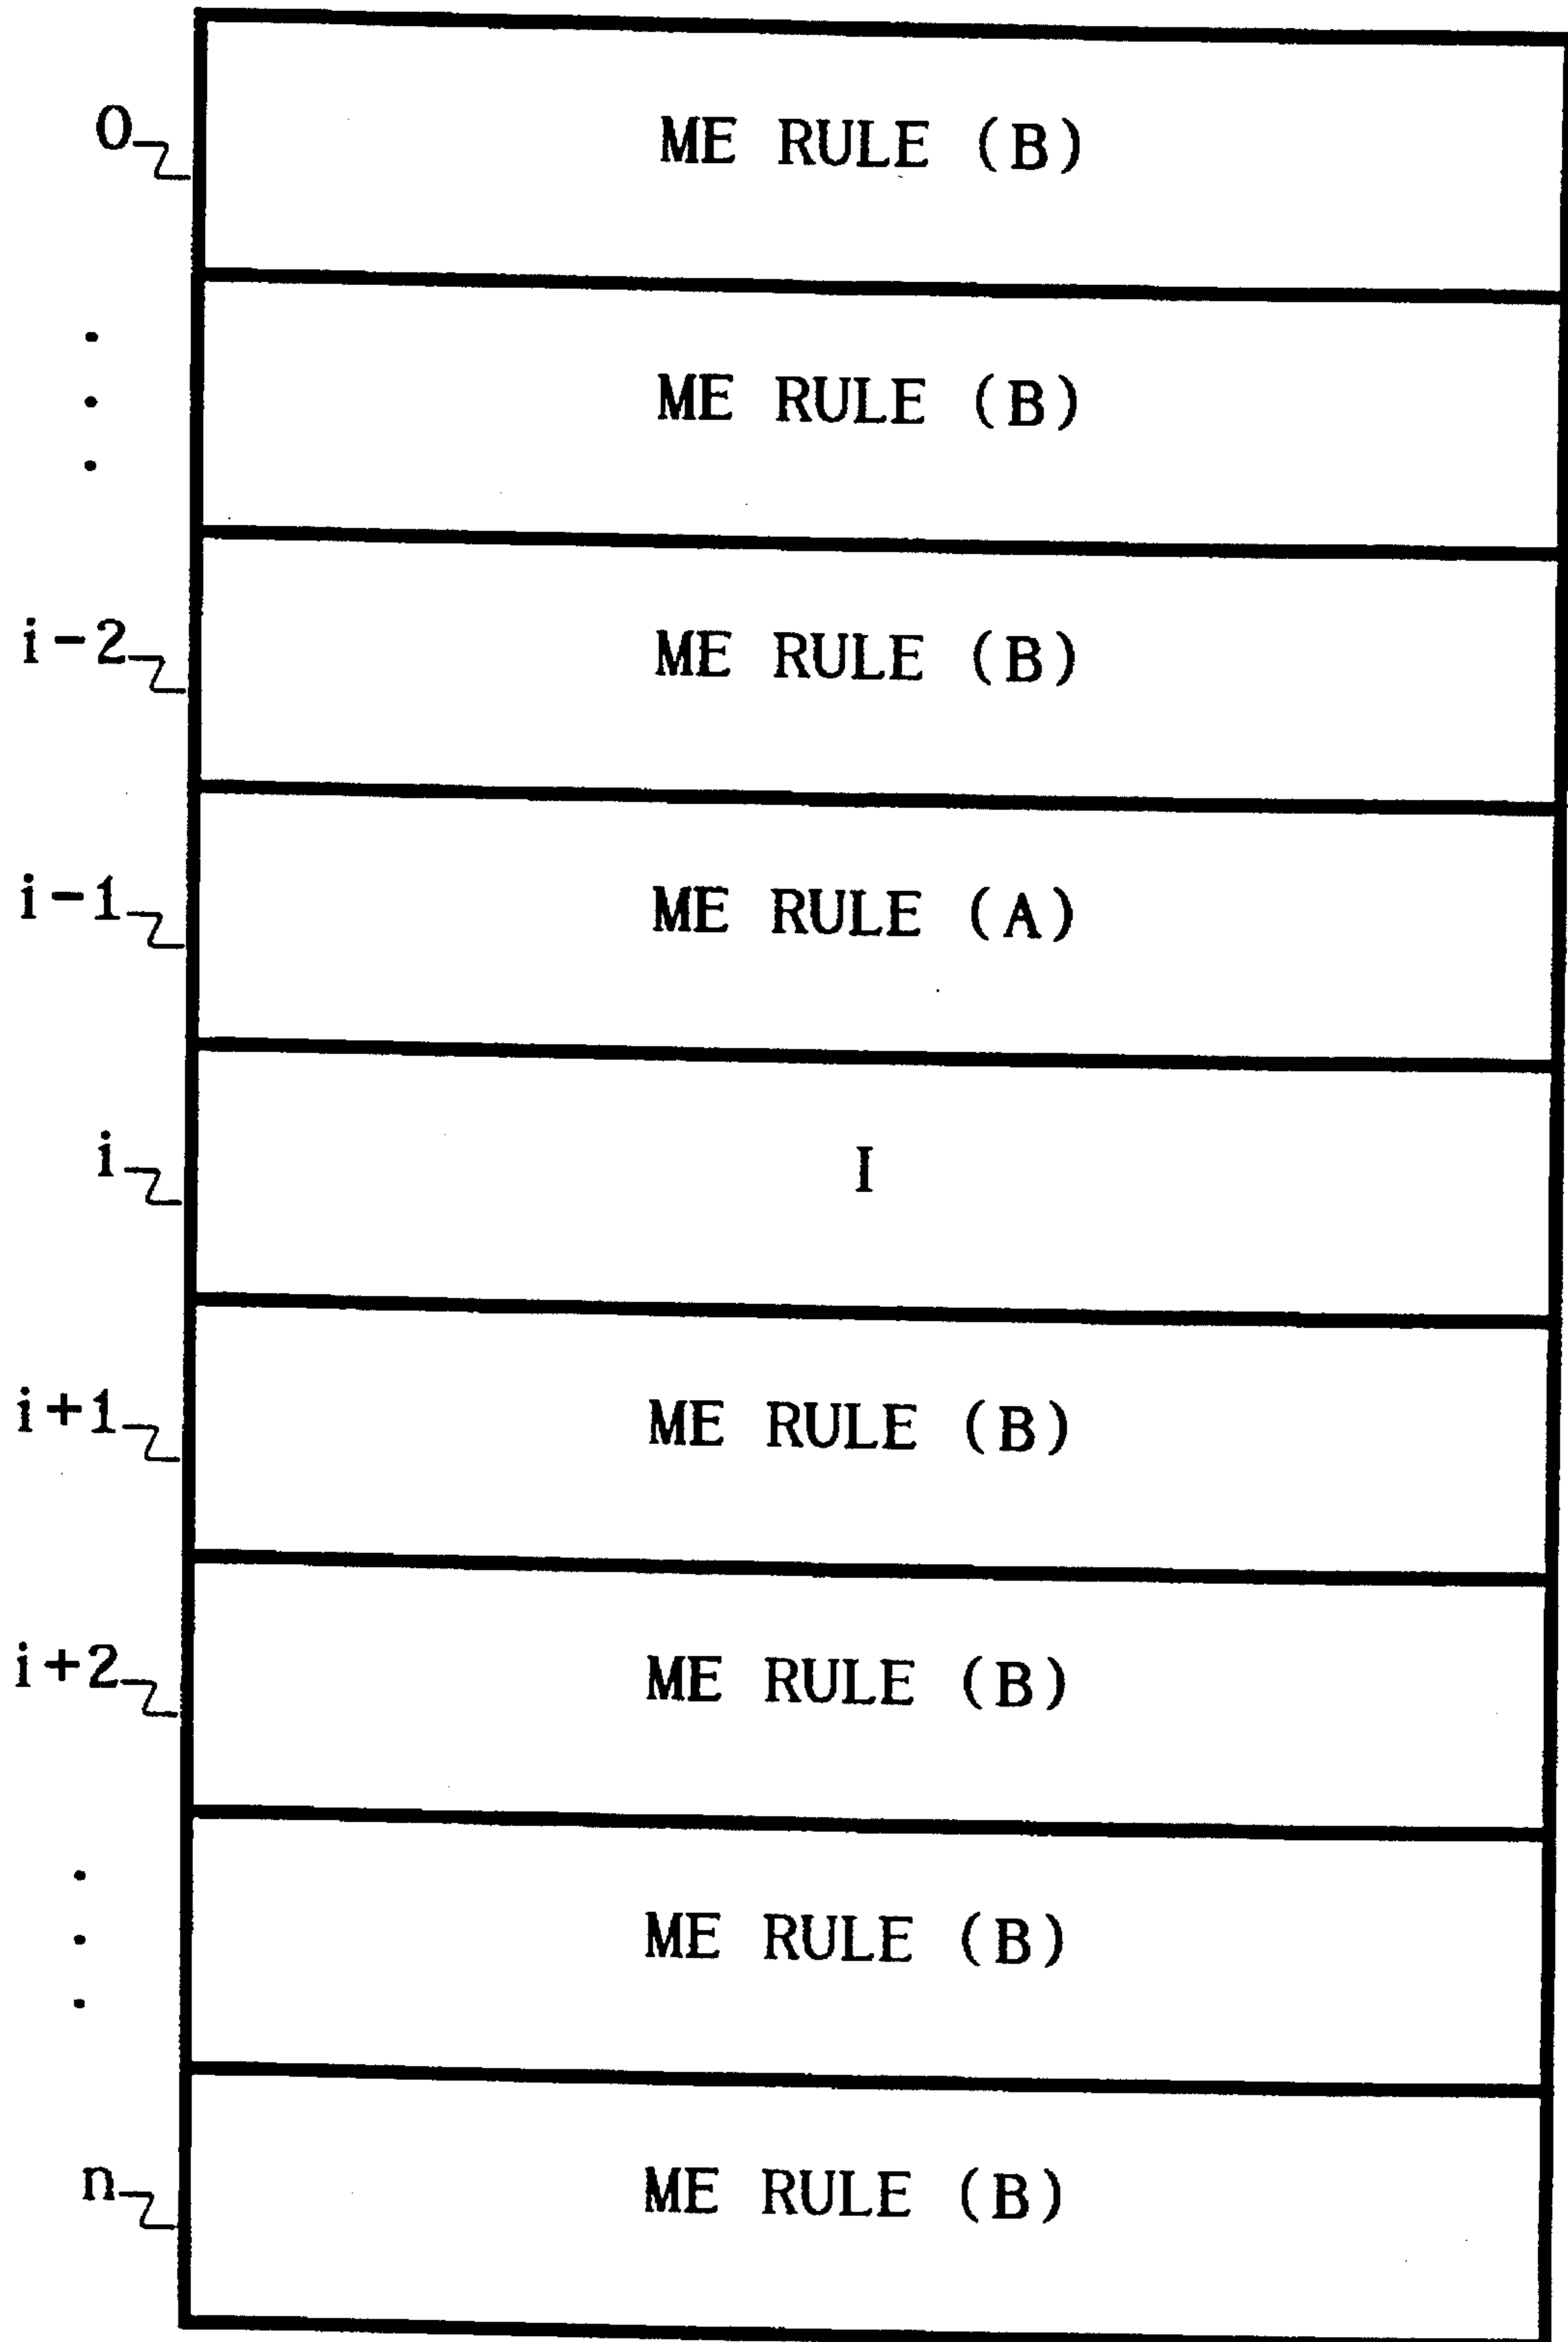 0 ME RULE (B)
ME RULE (B)
i-2 ME RULE (B)
i-1 ME RULE (A)
i I
i+1 ME RULE (B)
i+2 ME RULE (B)
ME RULE (B)
n ME RULE (B)